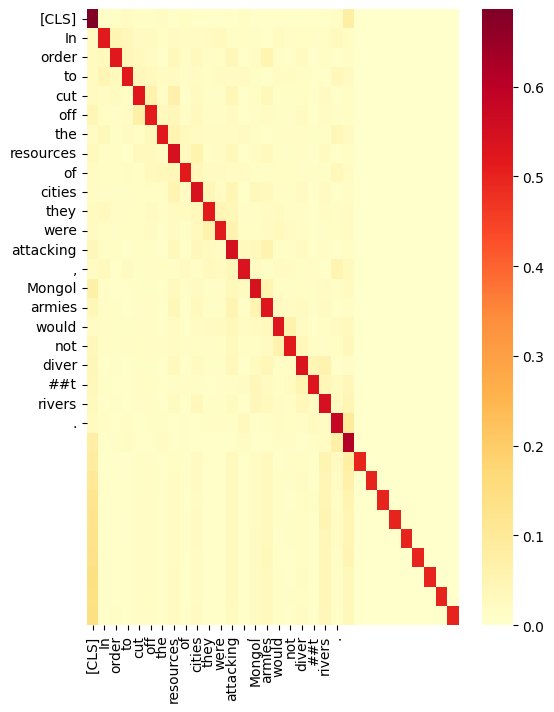 [CLS]
In
order
to
cut
off
the
resources
of
cities
they
were
attacking
,
Mongol
armies
would
not
diver
##t
rivers
.
0.6
0.5
0.4
0.3
0.2
0.1
0.0
[CLS]
In
order
to
cut
off
the
resources
of
cities
they
were
attacking
,
Mongol
armies
would
not
diver
##t
rivers
.